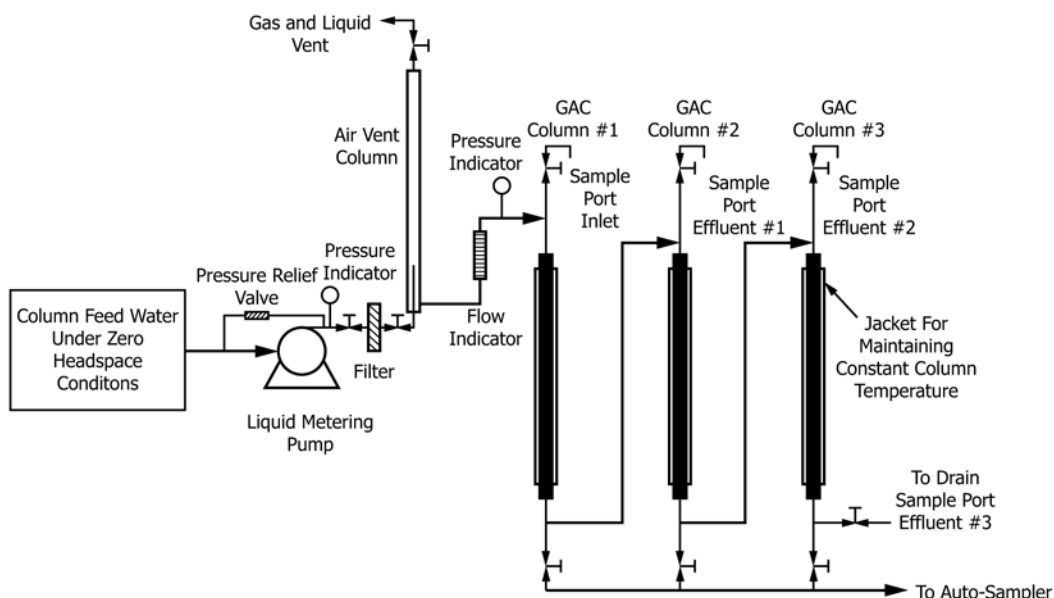 Gas and Liquid
Vent
Air Vent
Column
Pressure
Indicator
GAC
Column #1
GAC
Column #2
GAC
Column #3
Sample
Port
Inlet
Sample
Port
Effluent #1
Sample
Port
Effluent #2
Pressure
Indicator
Pressure Relief
Valve
Column Feed Water
Under Zero
Headspace
Conditons
Filter
Flow
Indicator
Liquid Metering
Pump
Jacket For
Maintaining
Constant Column
Temperature
To Drain
Sample Port
Effluent #3
To Auto-Sampler